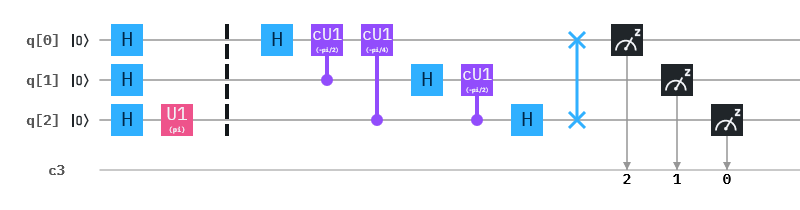 q[0] |0⟩ H H cU1 (-pi/2) cU1 (-pi/4) z
q[1] |0⟩ H H cU1 (-pi/2) z
q[2] |0⟩ H U1 (pi) H z
c3
2 1 0